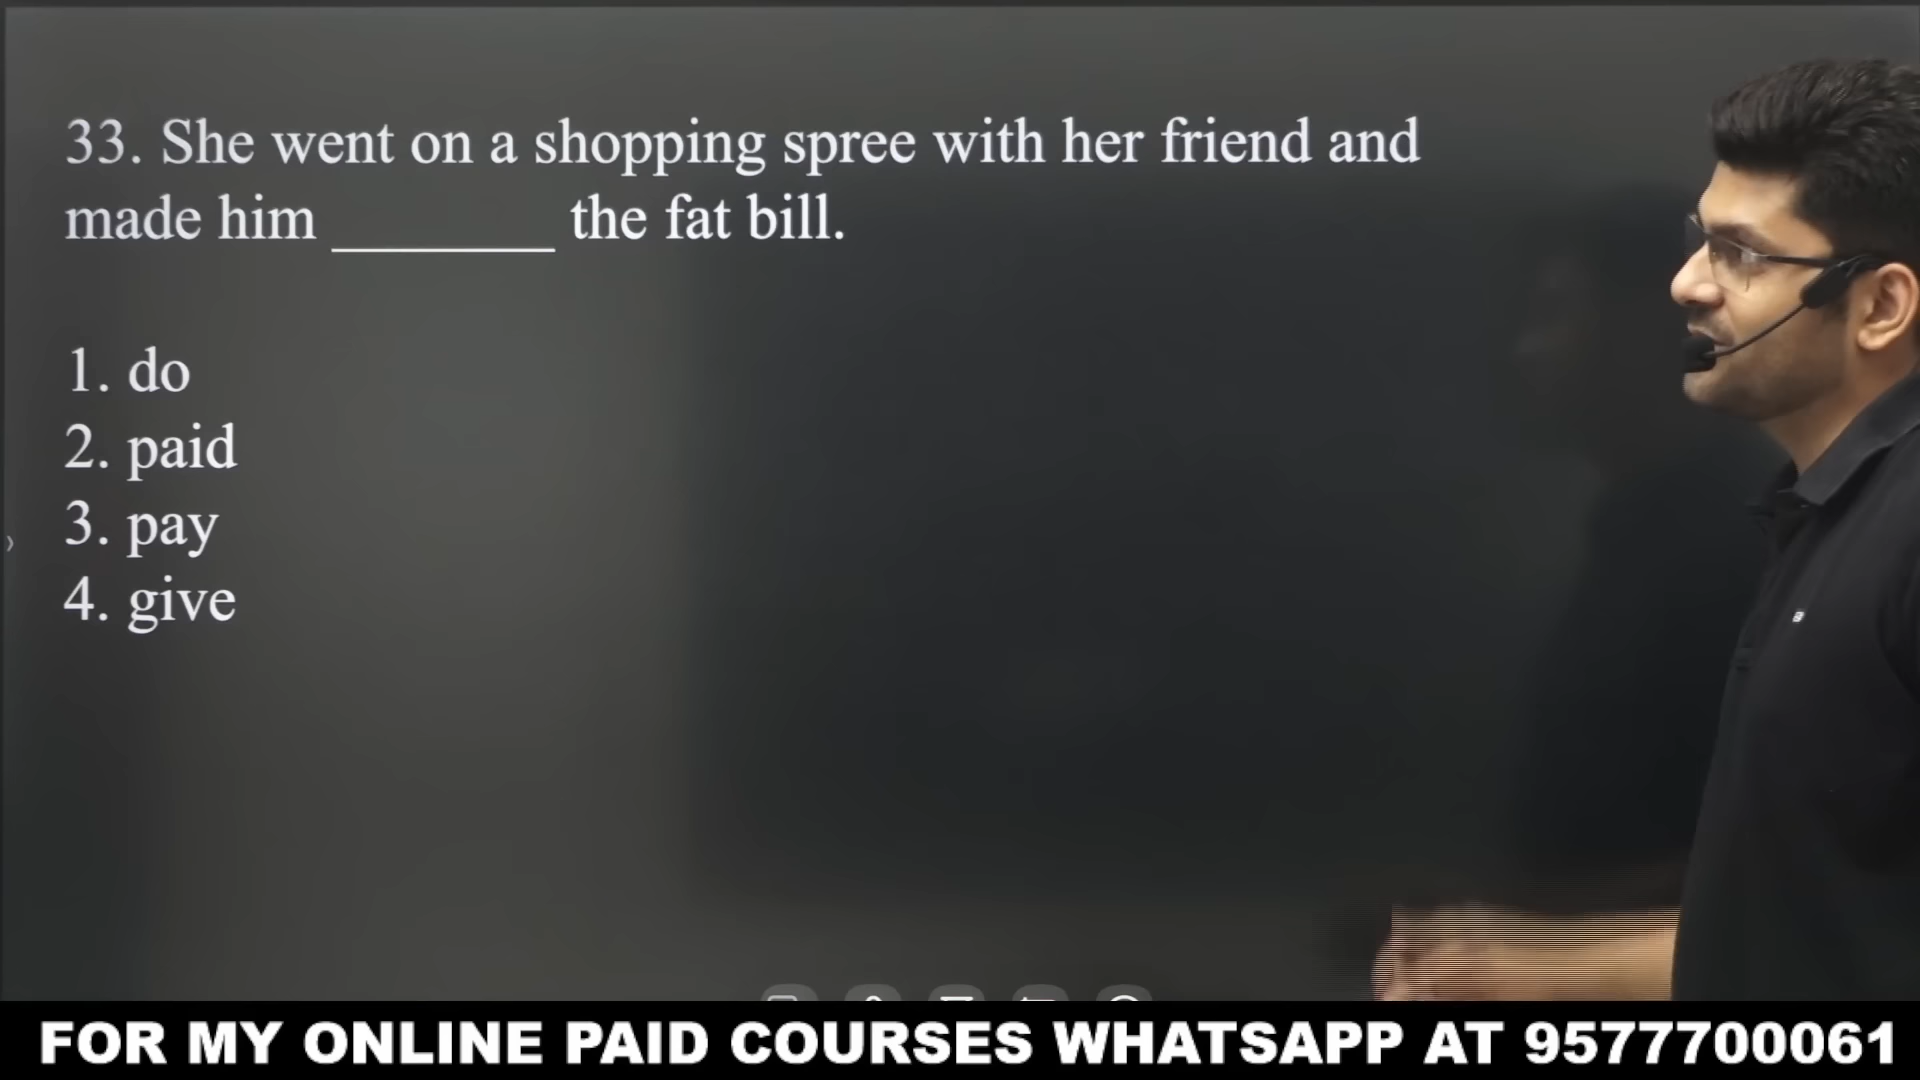 33. She went on a shopping spree with her friend and
made him ________ the fat bill.
1. do
2. paid
3. pay
4. give
FOR MY ONLINE PAID COURSES WHATSAPP AT 9577700061